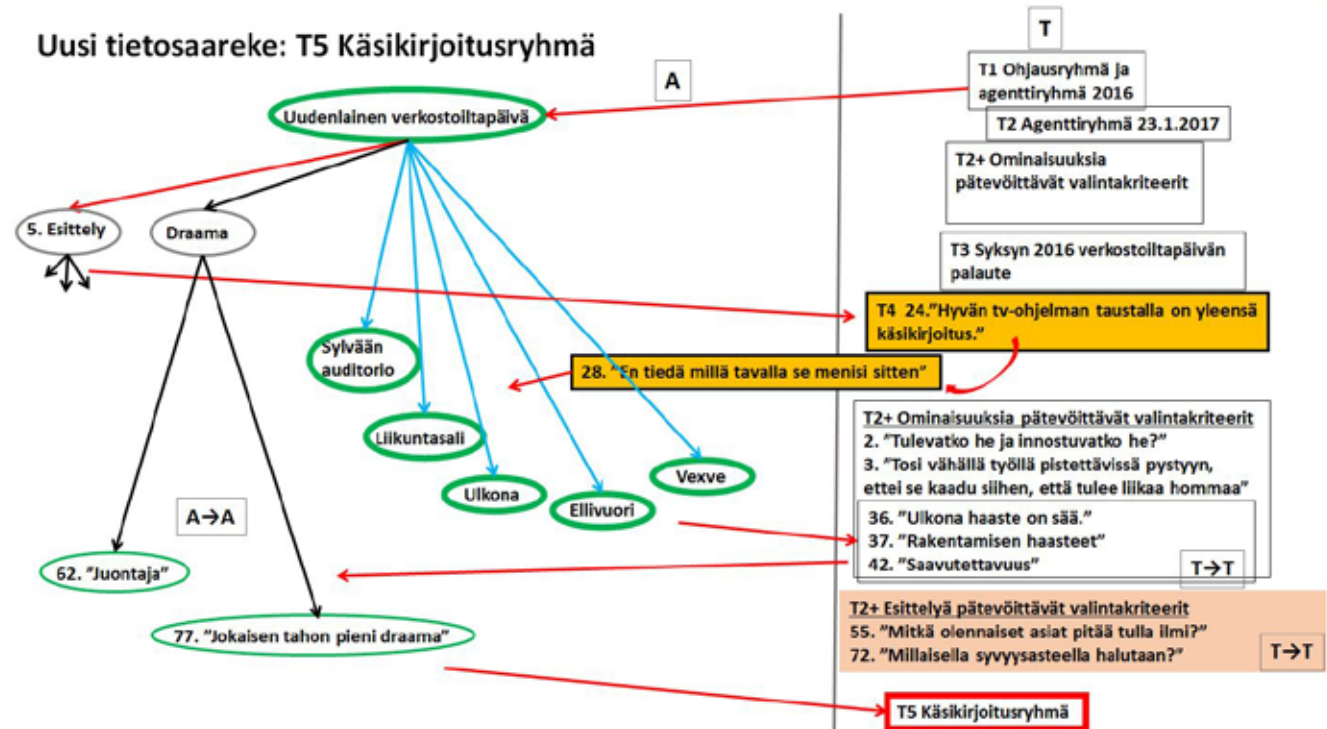 Uusi tietosaareke: T5 Käsikirjoitusryhmä
A
T
Uudenlainen verkostoiltapäivä
T1 Ohjausryhmä ja
agenttiryhmä 2016
T2 Agenttiryhmä 23.1.2017
T2+ Ominaisuuksia
pätevöittävät valintakriteerit
5. Esittely
Draama
T3 Syksyn 2016 verkostoiltapäivän
palaute
T4 24."Hyvän tv-ohjelman taustalla on yleensä
käsikirjoitus."
Sylvään
auditorio
28. "En tiedä millä tavalla se menisi sitten"
Liikuntasali
Ulkona
Ellivuori
Vexve
T2+ Ominaisuuksia pätevöittävät valintakriteerit
2. "Tulevatko he ja innostuvatko he?"
3. "Tosi vähällä työllä pistettävissä pystyyn,
ettei se kaadu siihen, että tulee liikaa hommaa"
36. "Ulkona haaste on sää."
37. "Rakentamisen haasteet"
42. "Saavutettavuus"
T→T
A→A
62. "Juontaja"
77. "Jokaisen tahon pieni draama"
T2+ Esittelyä pätevöittävät valintakriteerit
55. "Mitkä olennaiset asiat pitää tulla ilmi?"
72. "Millaisella syvyysasteella halutaan?"
T→T
T5 Käsikirjoitusryhmä